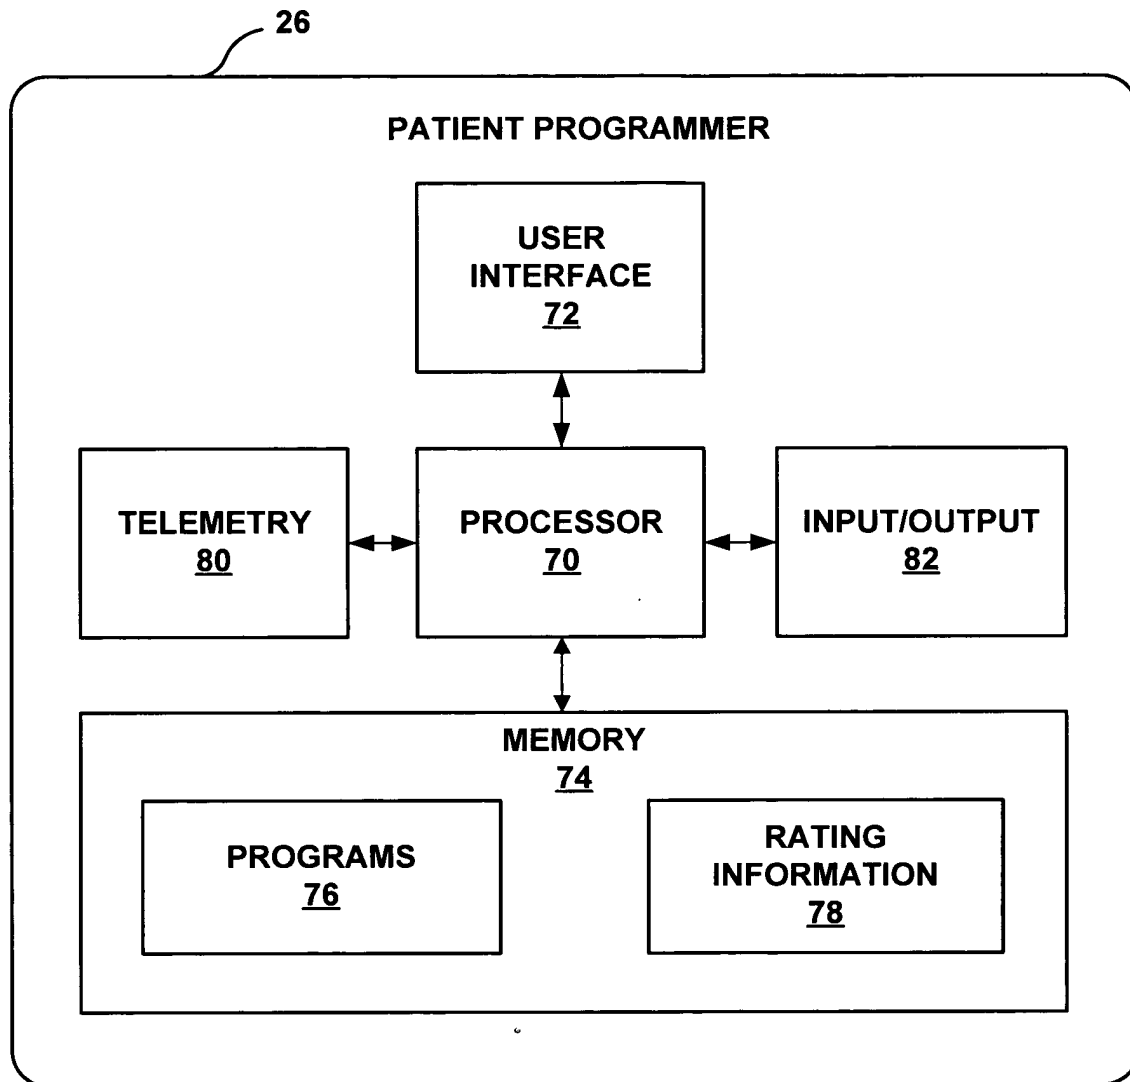 26
PATIENT PROGRAMMER
USER
INTERFACE
72
TELEMETRY
80
PROCESSOR
70
INPUT/OUTPUT
82
MEMORY
74
PROGRAMS
76
RATING
INFORMATION
78